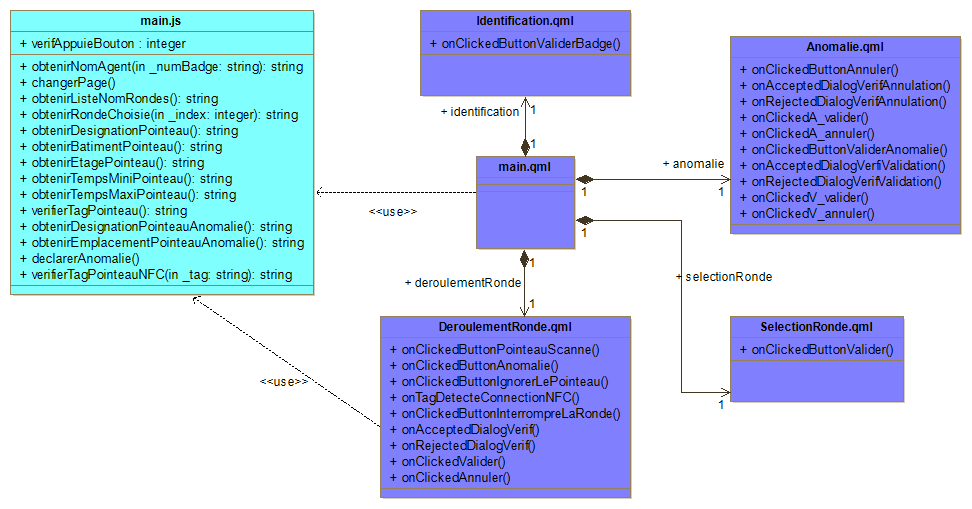 main.js
+ verifAppuieBouton : integer
+ obtenirNomAgent(in _numBadge: string): string
+ changerPage()
+ obtenirListeNomRondes(): string
+ obtenirRondeChoisie(in _index: integer): string
+ obtenirDesignationPointeau(): string
+ obtenirBatimentPointeau(): string
+ obtenirEtagePointeau(): string
+ obtenirTempsMiniPointeau(): string
+ obtenirTempsMaxiPointeau(): string
+ verifierTagPointeau(): string
+ obtenirDesignationPointeauAnomalie(): string
+ obtenirEmplacementPointeauAnomalie(): string
+ declarerAnomalie()
+ verifierTagPointeauNFC(in _tag: string): string
Identification.qml
+ onClickedButtonValiderBadge()
+ identification
1
1
main.qml
<<use>>
1
+ anomalie
1
Anomalie.qml
+ onClickedButtonAnnuler()
+ onAcceptedDialogVerifAnnulation()
+ onRejectedDialogVerifAnnulation()
+ onClickedA_valider()
+ onClickedA_annuler()
+ onClickedButtonValiderAnomalie()
+ onAcceptedDialogVerfiValidation()
+ onRejectedDialogVerifValidation()
+ onClickedV_valider()
+ onClickedV_annuler()
1
+ selectionRonde
1
1
+ deroulementRonde
1
SelectionRonde.qml
+ onClickedButtonValider()
<<use>>
DeroulementRonde.qml
+ onClickedButtonPointeauScanne()
+ onClickedButtonAnomalie()
+ onClickedButtonIgnorerLePointeau()
+ onTagDetecteConnectionNFC()
+ onClickedButtonInterrompreLaRonde()
+ onAcceptedDialogVerif()
+ onRejectedDialogVerif()
+ onClickedValider()
+ onClickedAnnuler()